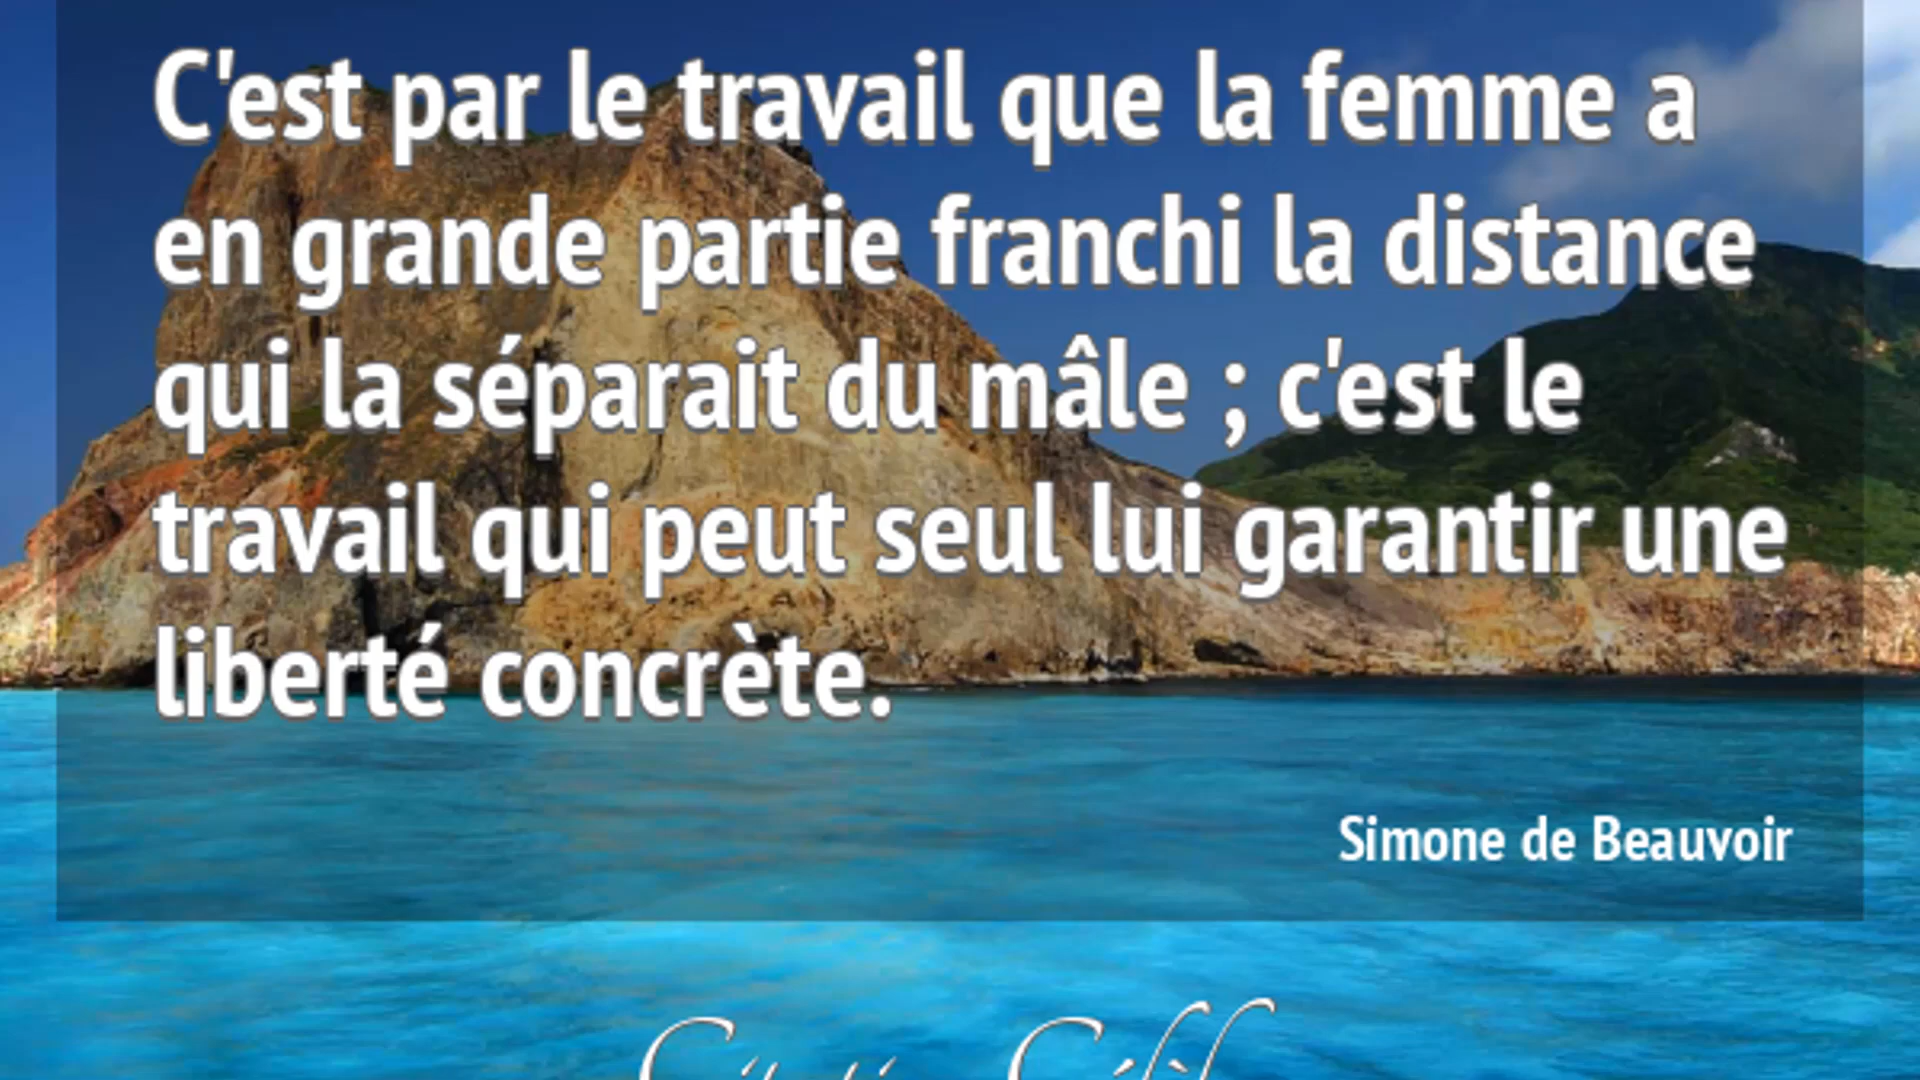 C'est par le travail que la femme a
en grande partie franchi la distance
qui la séparait du mâle ; c'est le
travail qui peut seul lui garantir une
liberté concrète.
Simone de Beauvoir